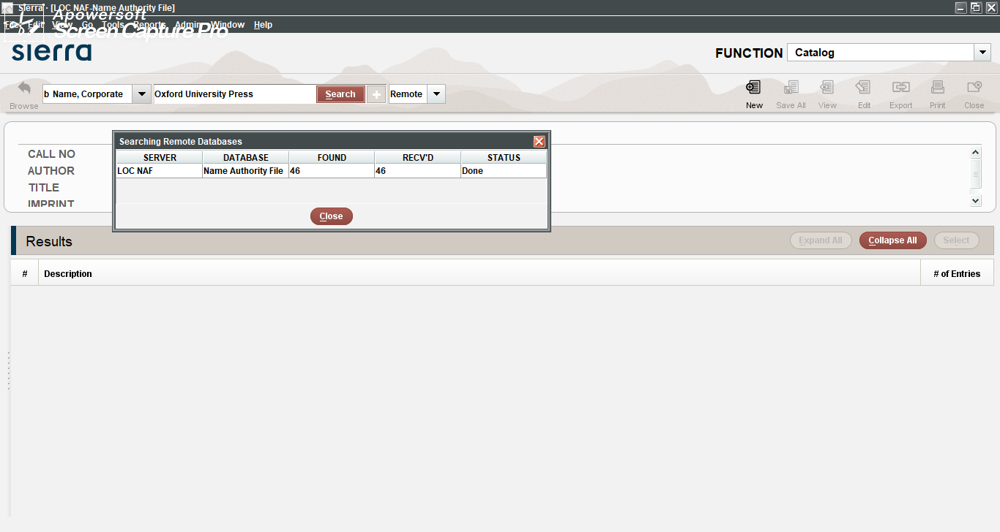 Sierra · [LOC NAF-Name Authority File]
Apowersoft
Screen Capture Pro
File Edit View Go Tools Reports Admin Window Help
sierra
FUNCTION Catalog
Browse
b Name, Corporate Oxford University Press Search + Remote
New Save All View Edit Export Print Close
CALL NO
AUTHOR
TITLE
IMPRINT
Searching Remote Databases
SERVER DATABASE FOUND RECV'D STATUS
LOC NAF Name Authority File 46 46 Done
Close
Results Expand All Collapse All Select
# Description # of Entries